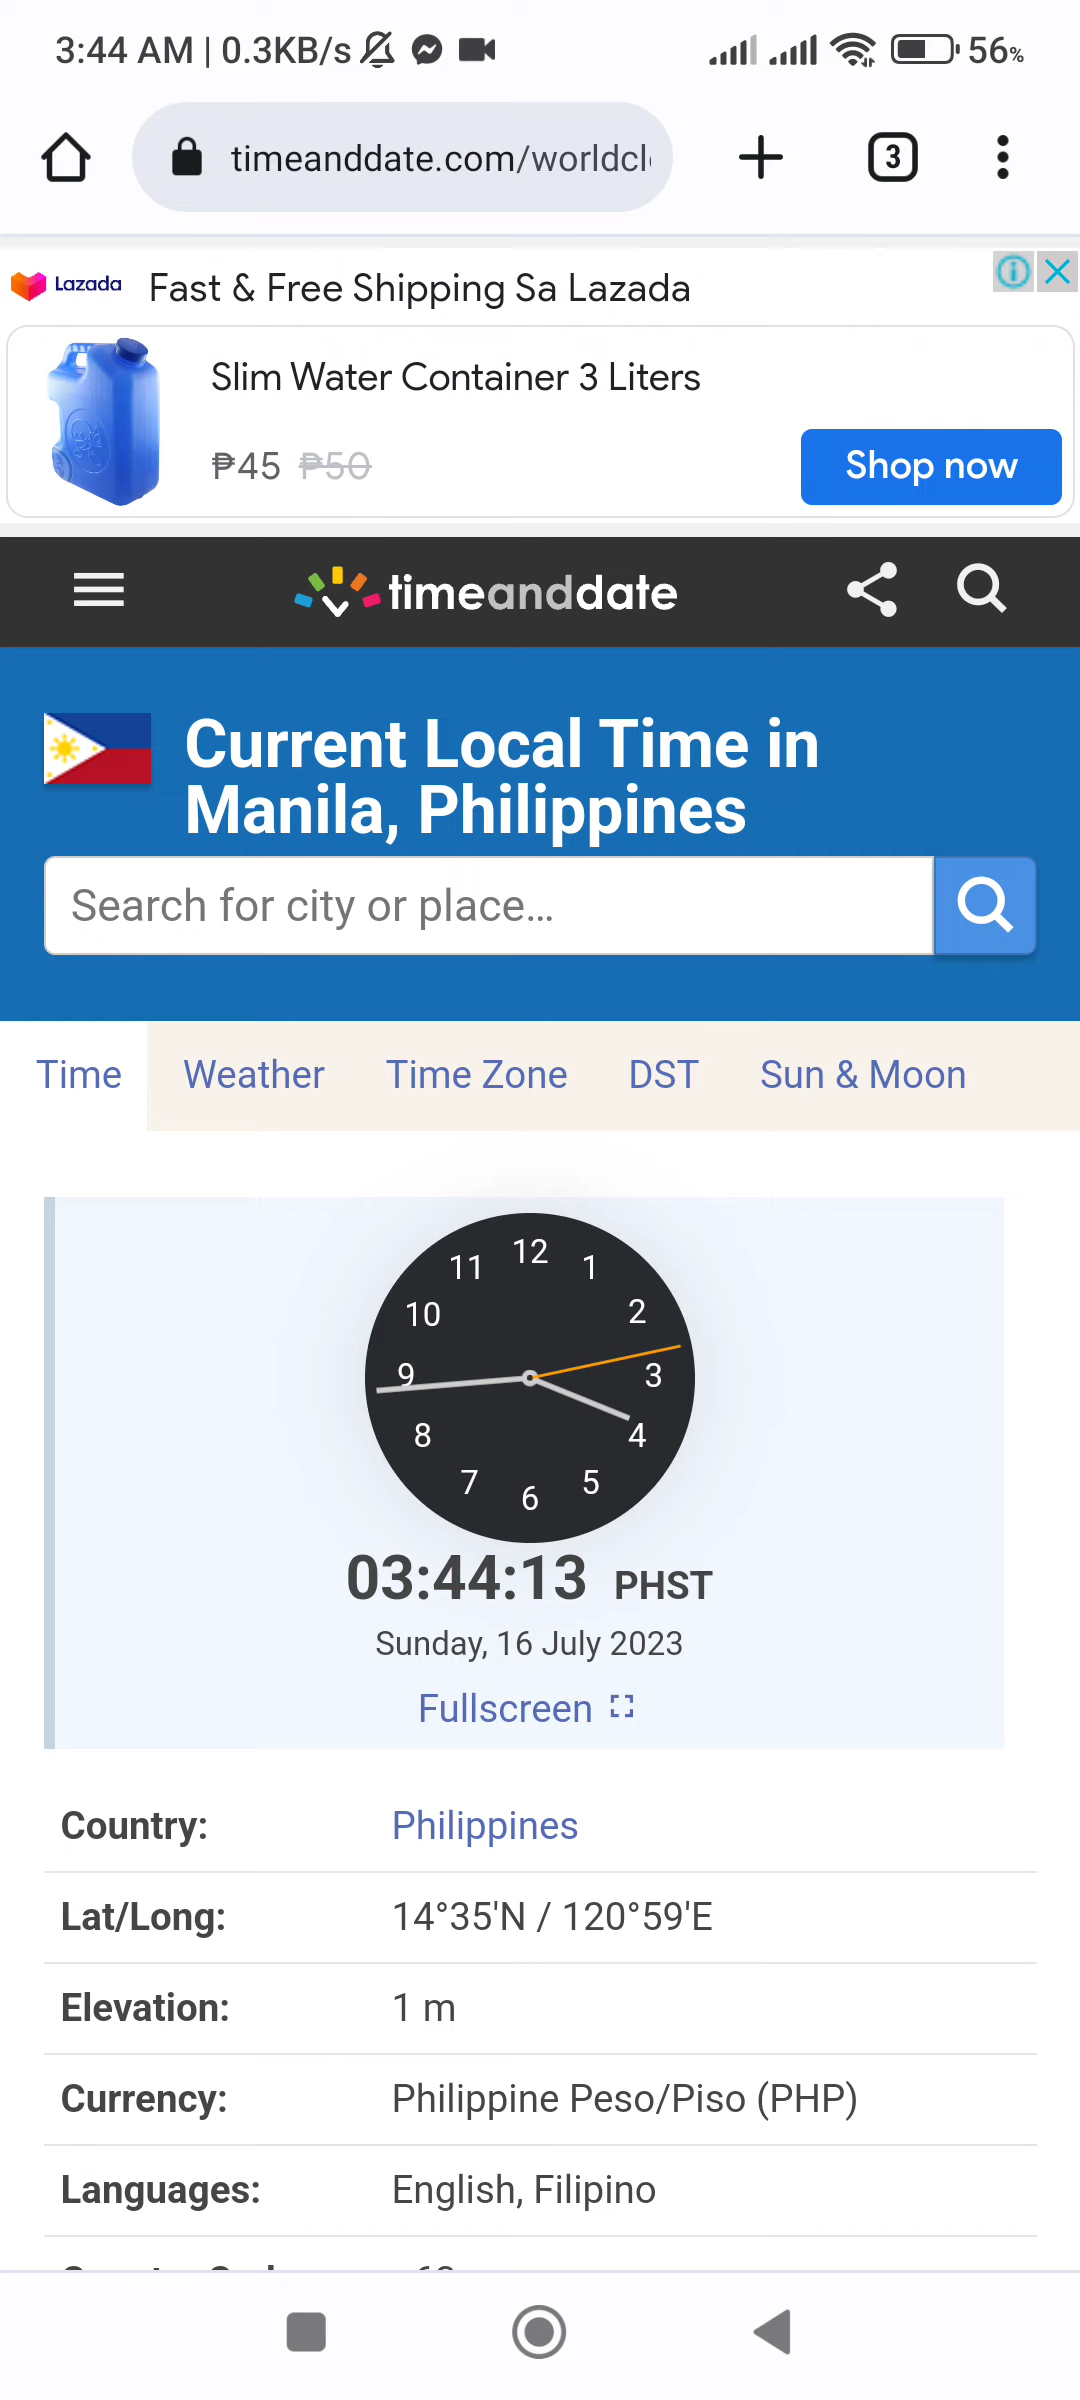 3:44 AM | 0.3KB/s 56%
timeanddate.com/worldcl
3
Lazada Fast & Free Shipping Sa Lazada
Slim Water Container 3 Liters
₱45 ₱50
Shop now
timeanddate
Current Local Time in
Manila, Philippines
Search for city or place...
Time Weather Time Zone DST Sun & Moon
12
11 1
10 2
9 3
8 4
7 5
6
03:44:13 PHST
Sunday, 16 July 2023
Fullscreen
Country: Philippines
Lat/Long: 14°35'N / 120°59'E
Elevation: 1 m
Currency: Philippine Peso/Piso (PHP)
Languages: English, Filipino